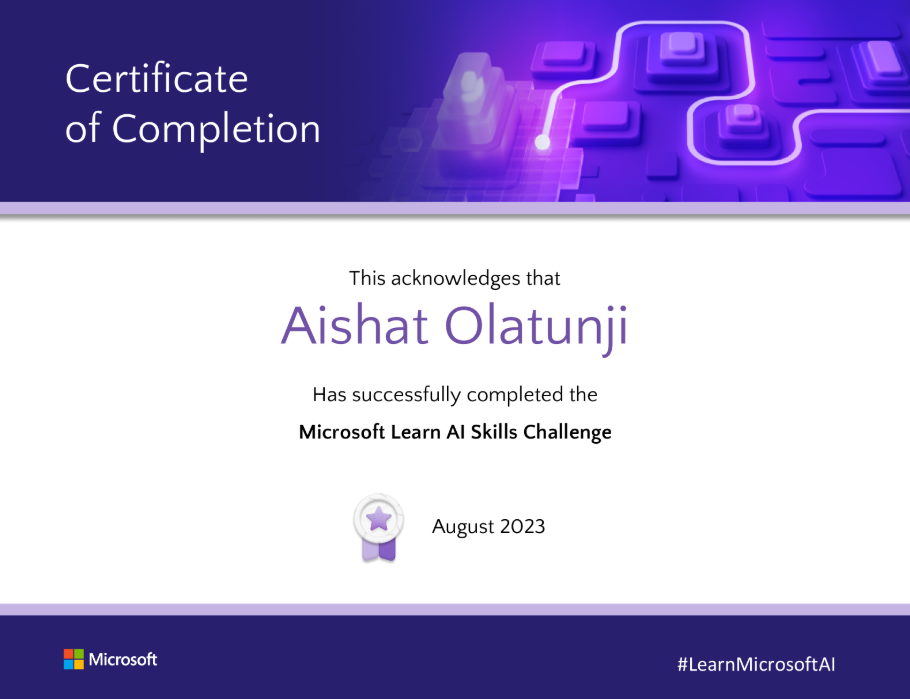 Certificate
of Completion
This acknowledges that
Aishat Olatunji
Has successfully completed the
Microsoft Learn AI Skills Challenge
August 2023
Microsoft
#LearnMicrosoftAI